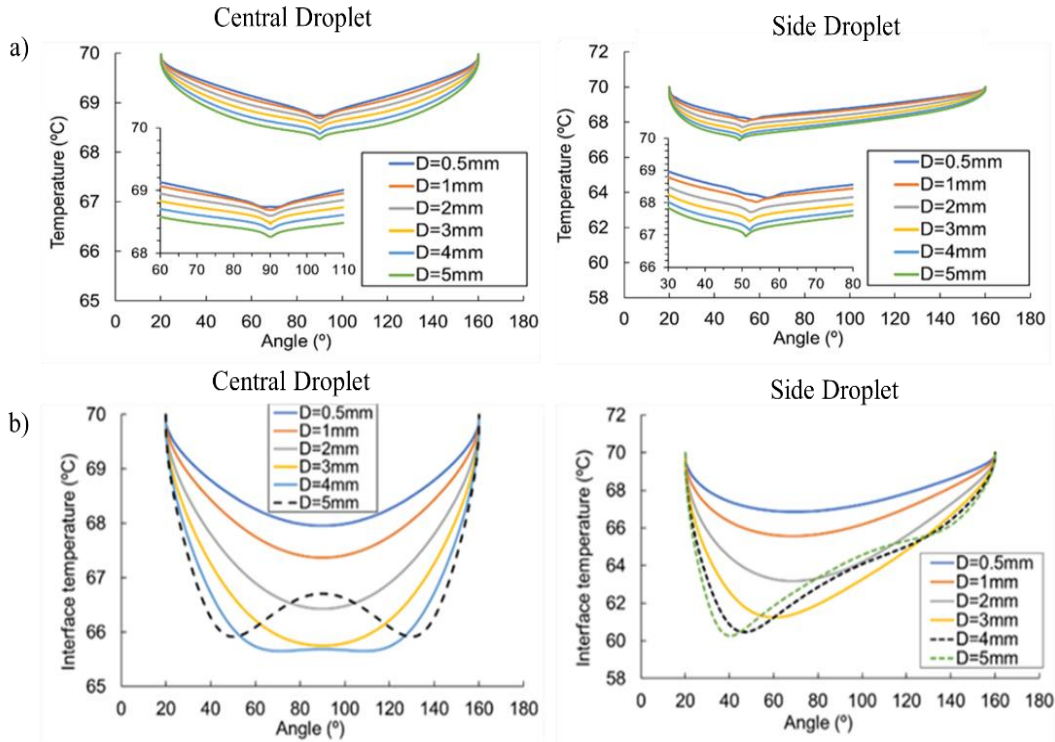 a)
Central Droplet
70
69
68
67
66
65
Temperature (ºC)
70
69
68
60 70 80 90 100 110
D=0.5mm
D=1mm
D=2mm
D=3mm
D=4mm
D=5mm
0 20 40 60 80 100 120 140 160 180
Angle (º)
Side Droplet
72
70
68
66
64
62
60
58
Temperature (ºC)
70
69
68
67
66
30 40 50 60 70 80
D=0.5mm
D=1mm
D=2mm
D=3mm
D=4mm
D=5mm
0 20 40 60 80 100 120 140 160 180
Angle (º)
b)
Central Droplet
70
69
68
67
66
65
Interface temperature (ºC)
D=0.5mm
D=1mm
D=2mm
D=3mm
D=4mm
D=5mm
0 20 40 60 80 100 120 140 160 180
Angle (º)
Side Droplet
72
70
68
66
64
62
60
58
Interface temperature (ºC)
D=0.5mm
D=1mm
D=2mm
D=3mm
D=4mm
D=5mm
0 20 40 60 80 100 120 140 160 180
Angle (º)